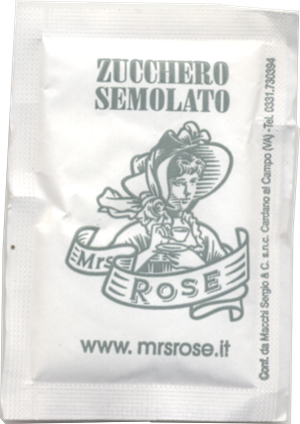 ZUCCHERO
SEMOLATO
Mrs
ROSE
www. mrsrose.it
Conf. da Macchi Sergio & C. s.n.c. Cardano al Campo (VA) - Tel. 0331.730394